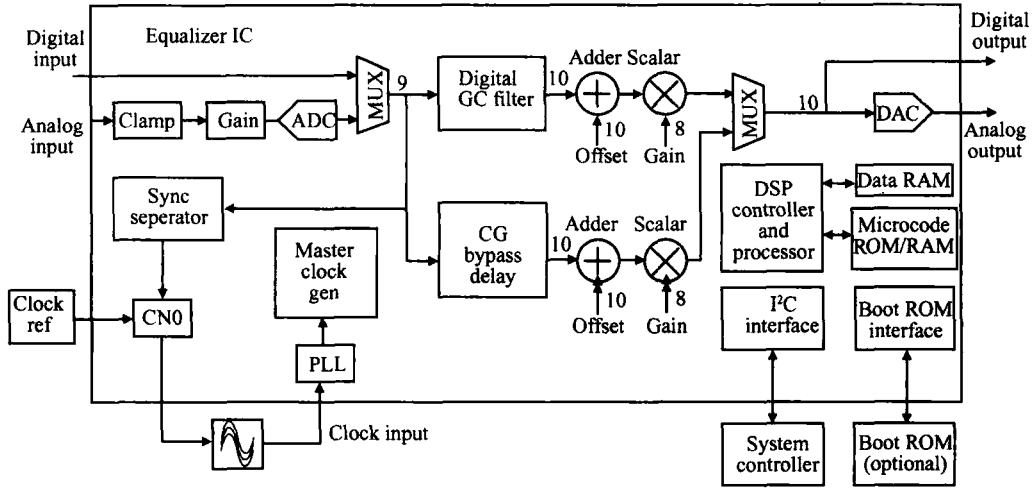 Digital
input
Equalizer IC
Digital
output
Analog
input
Clamp
Gain
ADC
MUX
9
Digital
GC filter
10
Adder Scalar
10
8
Offset
Gain
MUX
10
DAC
Analog
output
Sync
seperator
Master
clock
gen
CG
bypass
delay
10
Adder
Scalar
10
8
Offset
Gain
DSP
controller
and
processor
Data RAM
Microcode
ROM/RAM
Clock
ref
CN0
PLL
Clock input
I²C
interface
Boot ROM
interface
System
controller
Boot ROM
(optional)